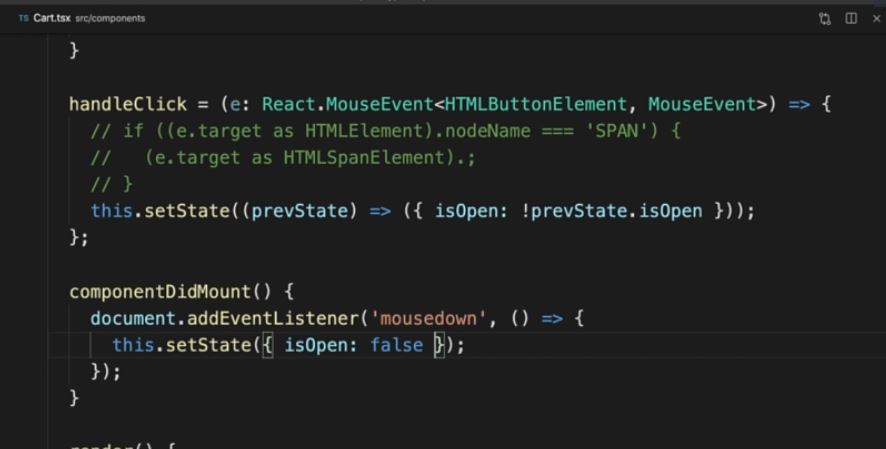 TS Cart.tsx src/components
}
handleClick = (e: React.MouseEvent<HTMLButtonElement, MouseEvent>) => {
// if ((e.target as HTMLElement).nodeName === 'SPAN') {
//   (e.target as HTMLSpanElement).;
// }
this.setState((prevState) => ({ isOpen: !prevState.isOpen }));
};
componentDidMount() {
document.addEventListener('mousedown', () => {
this.setState({ isOpen: false });
});
}